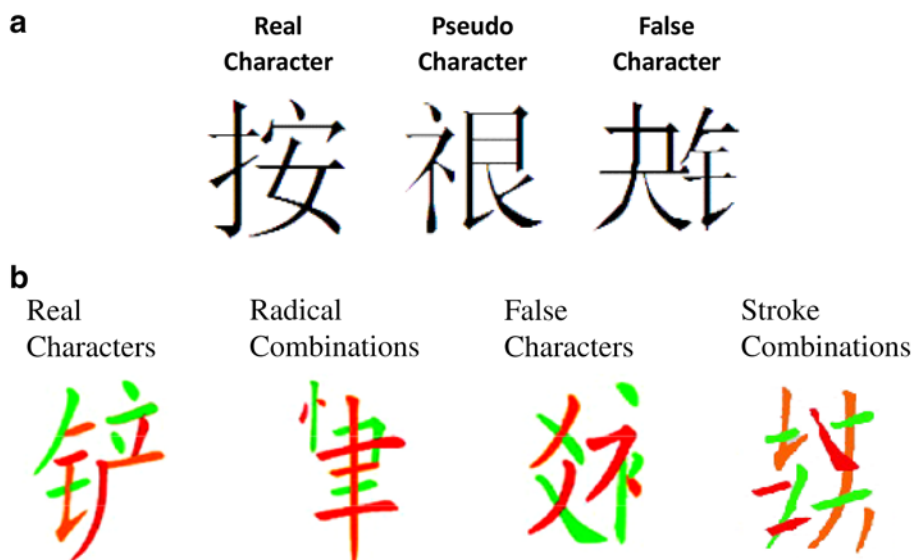 a
Real Pseudo False
Character Character Character
按
b
Real Radical False Stroke
Characters Combinations Characters Combinations
铲